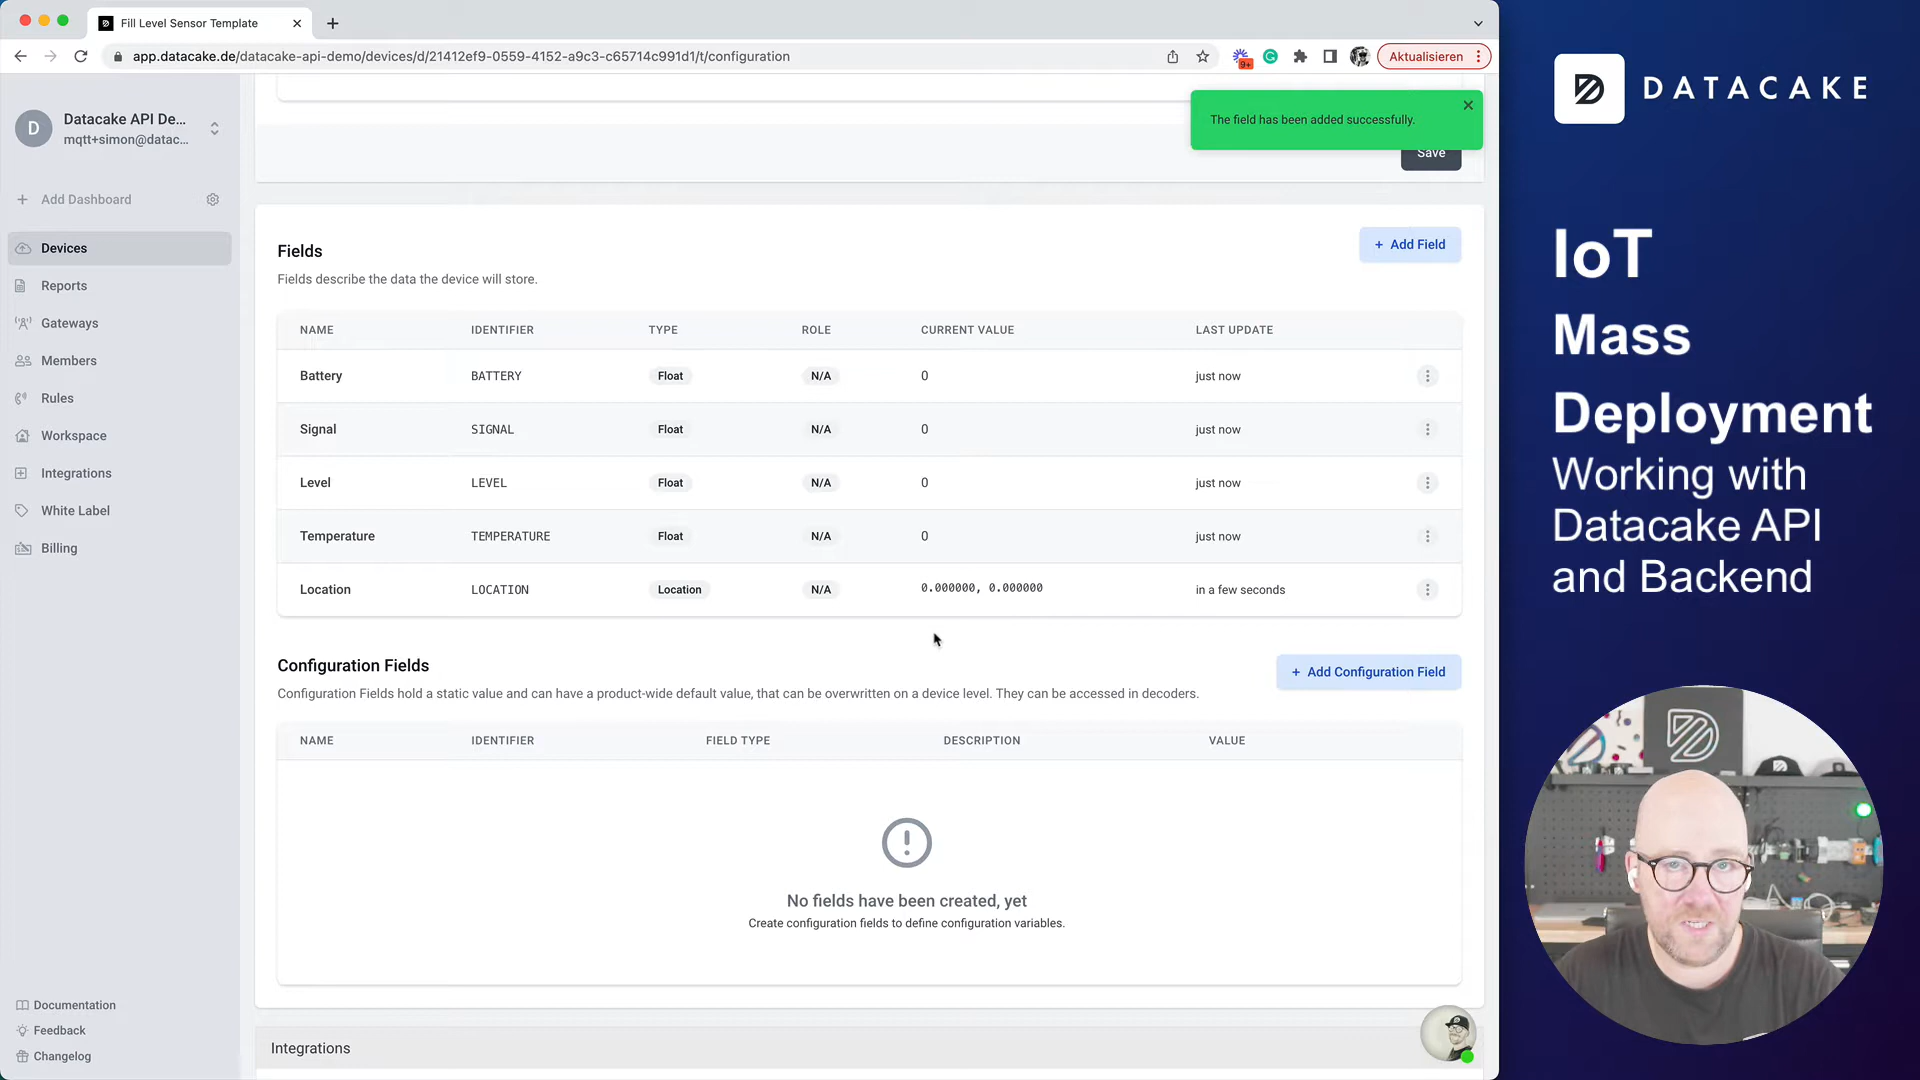 Fill Level Sensor Template
app.datacake.de/datacake-api-demo/devices/d/21412ef9-0559-4152-a9c3-c65714c991d1/t/configuration
9+
Aktualisieren
D
Datacake API De...
mqtt+simon@datac...
Add Dashboard
Devices
Reports
Gateways
Members
Rules
Workspace
Integrations
White Label
Billing
Documentation
Feedback
Changelog
The field has been added successfully.
Save
Fields
+ Add Field
Fields describe the data the device will store.
NAME IDENTIFIER TYPE ROLE CURRENT VALUE LAST UPDATE
Battery BATTERY Float N/A 0 just now
Signal SIGNAL Float N/A 0 just now
Level LEVEL Float N/A 0 just now
Temperature TEMPERATURE Float N/A 0 just now
Location LOCATION Location N/A 0.000000, 0.000000 in a few seconds
Configuration Fields
+ Add Configuration Field
Configuration Fields hold a static value and can have a product-wide default value, that can be overwritten on a device level. They can be accessed in decoders.
NAME IDENTIFIER FIELD TYPE DESCRIPTION VALUE
No fields have been created, yet
Create configuration fields to define configuration variables.
Integrations
DATACAKE
IoT
Mass
Deployment
Working with
Datacake API
and Backend